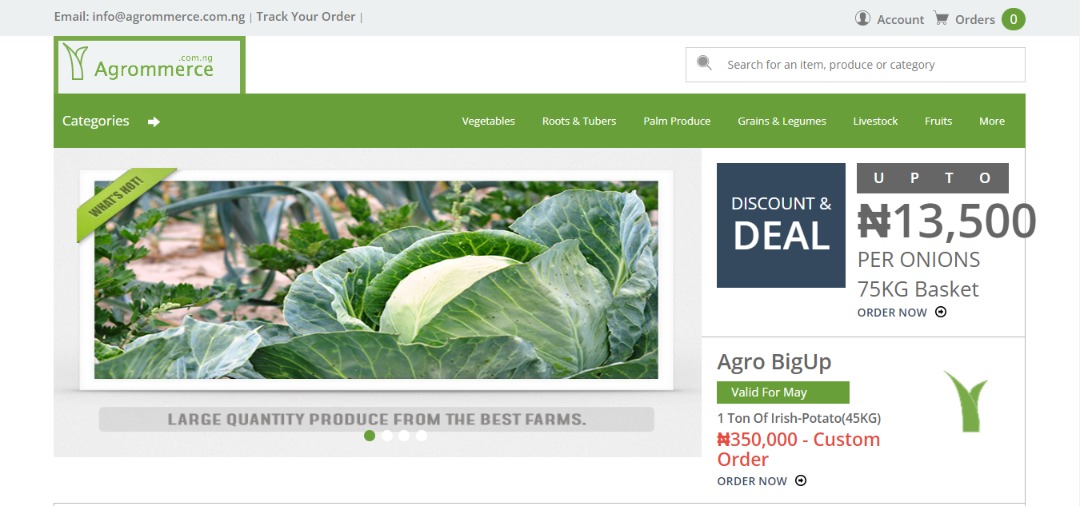 Email: info@agrommerce.com.ng | Track Your Order |
Account Orders 0
.com.ng
Agrommerce
Search for an item, produce or category
Categories
Vegetables Roots & Tubers Palm Produce Grains & Legumes Livestock Fruits More
WHAT'S HOT!
LARGE QUANTITY PRODUCE FROM THE BEST FARMS.
DISCOUNT &
DEAL
UPTO
₦13,500
PER ONIONS
75KG Basket
ORDER NOW
Agro BigUp
Valid For May
1 Ton Of Irish-Potato(45KG)
₦350,000 - Custom
Order
ORDER NOW